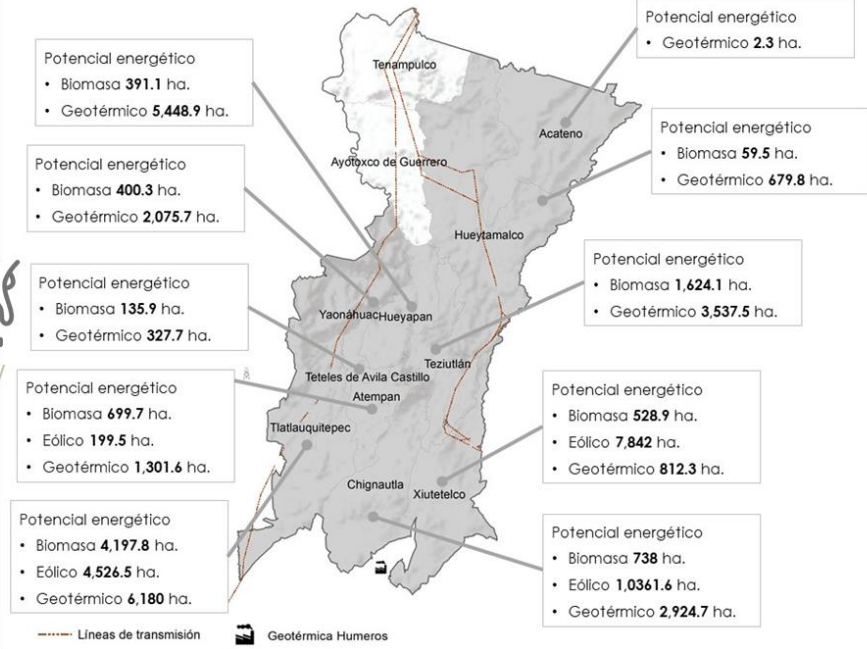 Potencial energético
• Biomasa 391.1 ha.
• Geotérmico 5,448.9 ha.
Potencial energético
• Biomasa 400.3 ha.
• Geotérmico 2,075.7 ha.
Potencial energético
• Biomasa 135.9 ha.
• Geotérmico 327.7 ha.
Potencial energético
• Biomasa 699.7 ha.
• Eólico 199.5 ha.
• Geotérmico 1,301.6 ha.
Potencial energético
• Biomasa 4,197.8 ha.
• Eólico 4,526.5 ha.
• Geotérmico 6,180 ha.
Tenampulco
Acateno
Ayotoxco de Guerrero
Hueytamalco
Yaonáhuac
Hueyapan
Teziutlán
Teteles de Avila Castillo
Atempan
Tlatlauquitepec
Chignautla
Xiutetelco
Potencial energético
• Geotérmico 2.3 ha.
Potencial energético
• Biomasa 59.5 ha.
• Geotérmico 679.8 ha.
Potencial energético
• Biomasa 1,624.1 ha.
• Geotérmico 3,537.5 ha.
Potencial energético
• Biomasa 528.9 ha.
• Eólico 7,842 ha.
• Geotérmico 812.3 ha.
Potencial energético
• Biomasa 738 ha.
• Eólico 1,0361.6 ha.
• Geotérmico 2,924.7 ha.
Líneas de transmisión
Geotérmica Humeros